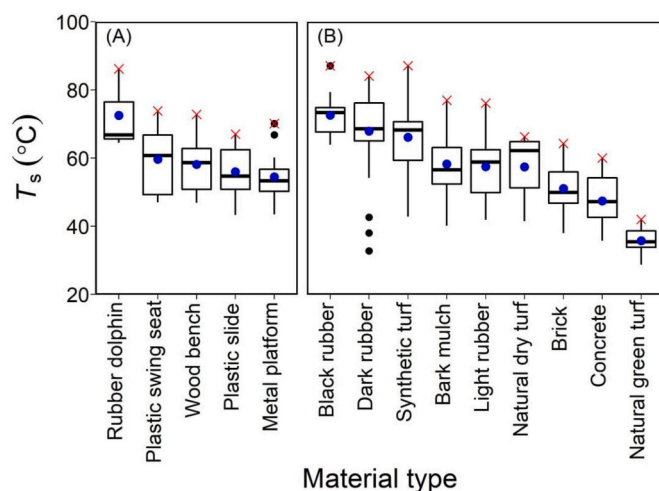 (A)
(B)
100
80
60
40
20
Ts (°C)
Rubber dolphin
Plastic swing seat
Wood bench
Plastic slide
Metal platform
Black rubber
Dark rubber
Synthetic turf
Bark mulch
Light rubber
Natural dry turf
Brick
Concrete
Natural green turf
Material type